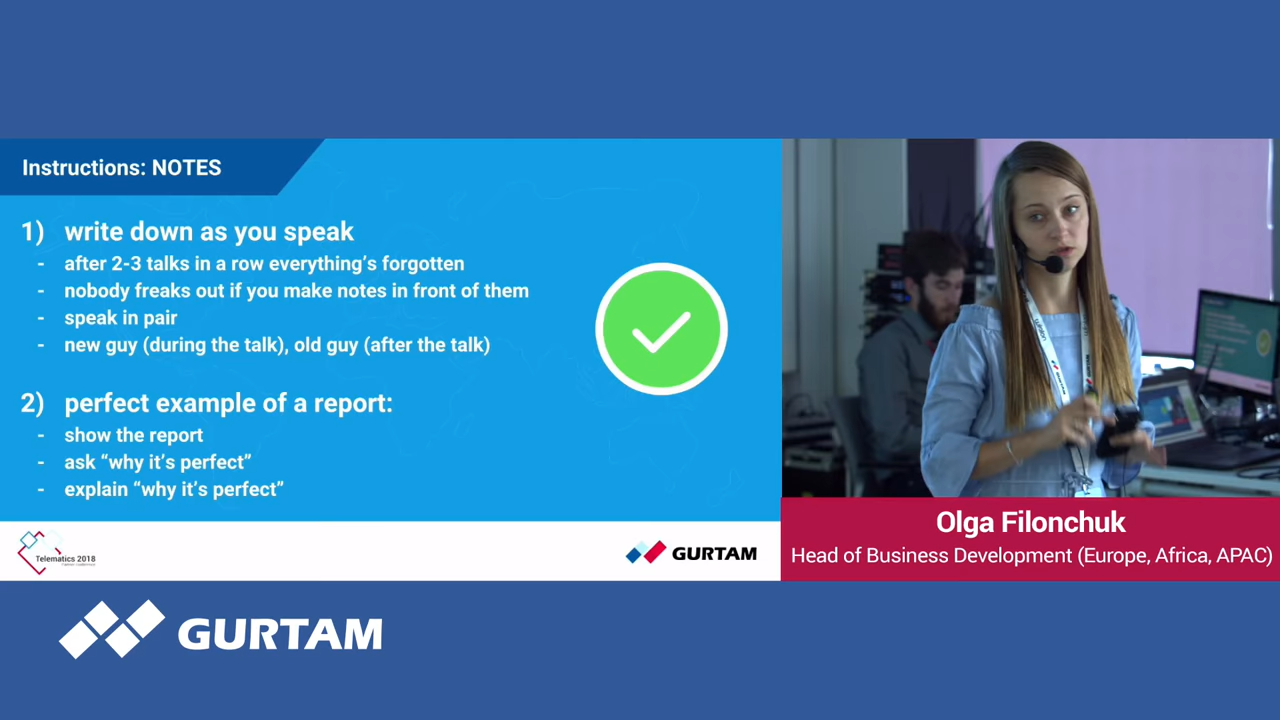 Instructions: NOTES
1) write down as you speak
- after 2-3 talks in a row everything's forgotten
- nobody freaks out if you make notes in front of them
- speak in pair
- new guy (during the talk), old guy (after the talk)
2) perfect example of a report:
- show the report
- ask “why it's perfect”
- explain “why it's perfect”
Telematics 2018
GURTAM
Olga Filonchuk
Head of Business Development (Europe, Africa, APAC)
GURTAM